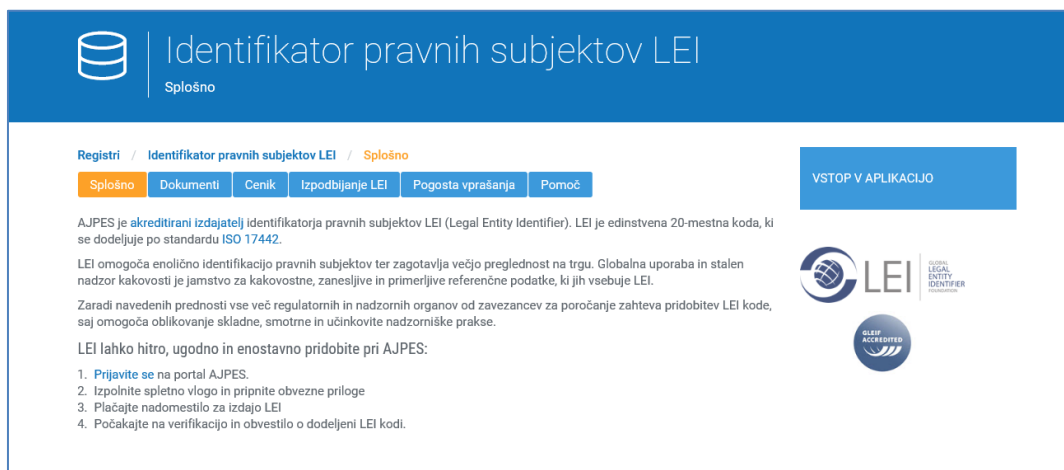 Identifikator pravnih subjektov LEI
Splošno
Registri / Identifikator pravnih subjektov LEI / Splošno
Splošno Dokumenti Cenik Izpodbijanje LEI Pogosta vprašanja Pomoč
AJPES je akreditirani izdajatelj identifikatorja pravnih subjektov LEI (Legal Entity Identifier). LEI je edinstvena 20-mestna koda, ki
se dodeljuje po standardu ISO 17442.
LEI omogoča enolično identifikacijo pravnih subjektov ter zagotavlja večjo preglednost na trgu. Globalna uporaba in stalen
nadzor kakovosti je jamstvo za kakovostne, zanesljive in primerljive referenčne podatke, ki jih vsebuje LEI.
Zaradi navedenih prednosti vse več regulatornih in nadzornih organov od zavezancev za poročanje zahteva pridobitev LEI kode,
saj omogoča oblikovanje skladne, smotrne in učinkovite nadzorniške prakse.
LEI lahko hitro, ugodno in enostavno pridobite pri AJPES:
1. Prijavite se na portal AJPES.
2. Izpolnite spletno vlogo in pripnite obvezne priloge
3. Plačajte nadomestilo za izdajo LEI
4. Počakajte na verifikacijo in obvestilo o dodeljeni LEI kodi.
VSTOP V APLIKACIJO
LEI
GLOBAL
LEGAL
ENTITY
IDENTIFIER
FOUNDATION
GLEIF
ACCREDITED